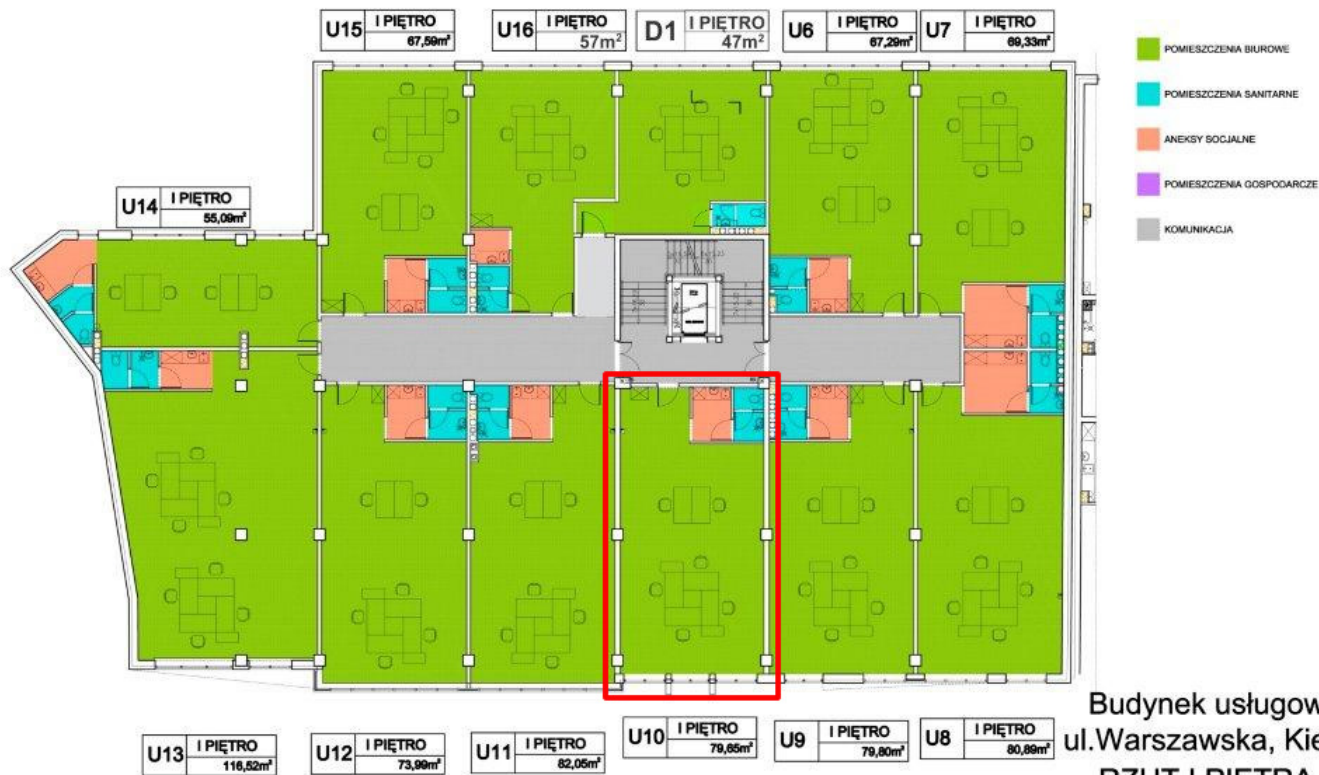 U15 I PIĘTRO
67,59m²
U16 I PIĘTRO
57m²
D1 I PIĘTRO
47m²
U6 I PIĘTRO
67,29m²
U7 I PIĘTRO
69,33m²
POMIESZCZENIA BIUROWE
POMIESZCZENIA SANITARNE
ANEKSY SOCJALNE
POMIESZCZENIA GOSPODARCZE
KOMUNIKACJA
U14 I PIĘTRO
55,09m²
U13 I PIĘTRO
116,52m²
U12 I PIĘTRO
73,99m²
U11 I PIĘTRO
82,05m²
U10 I PIĘTRO
79,65m²
U9 I PIĘTRO
79,80m²
U8 I PIĘTRO
80,89m²
Budynek usługow
ul.Warszawska, Kie
RZUT I PIĘTRA